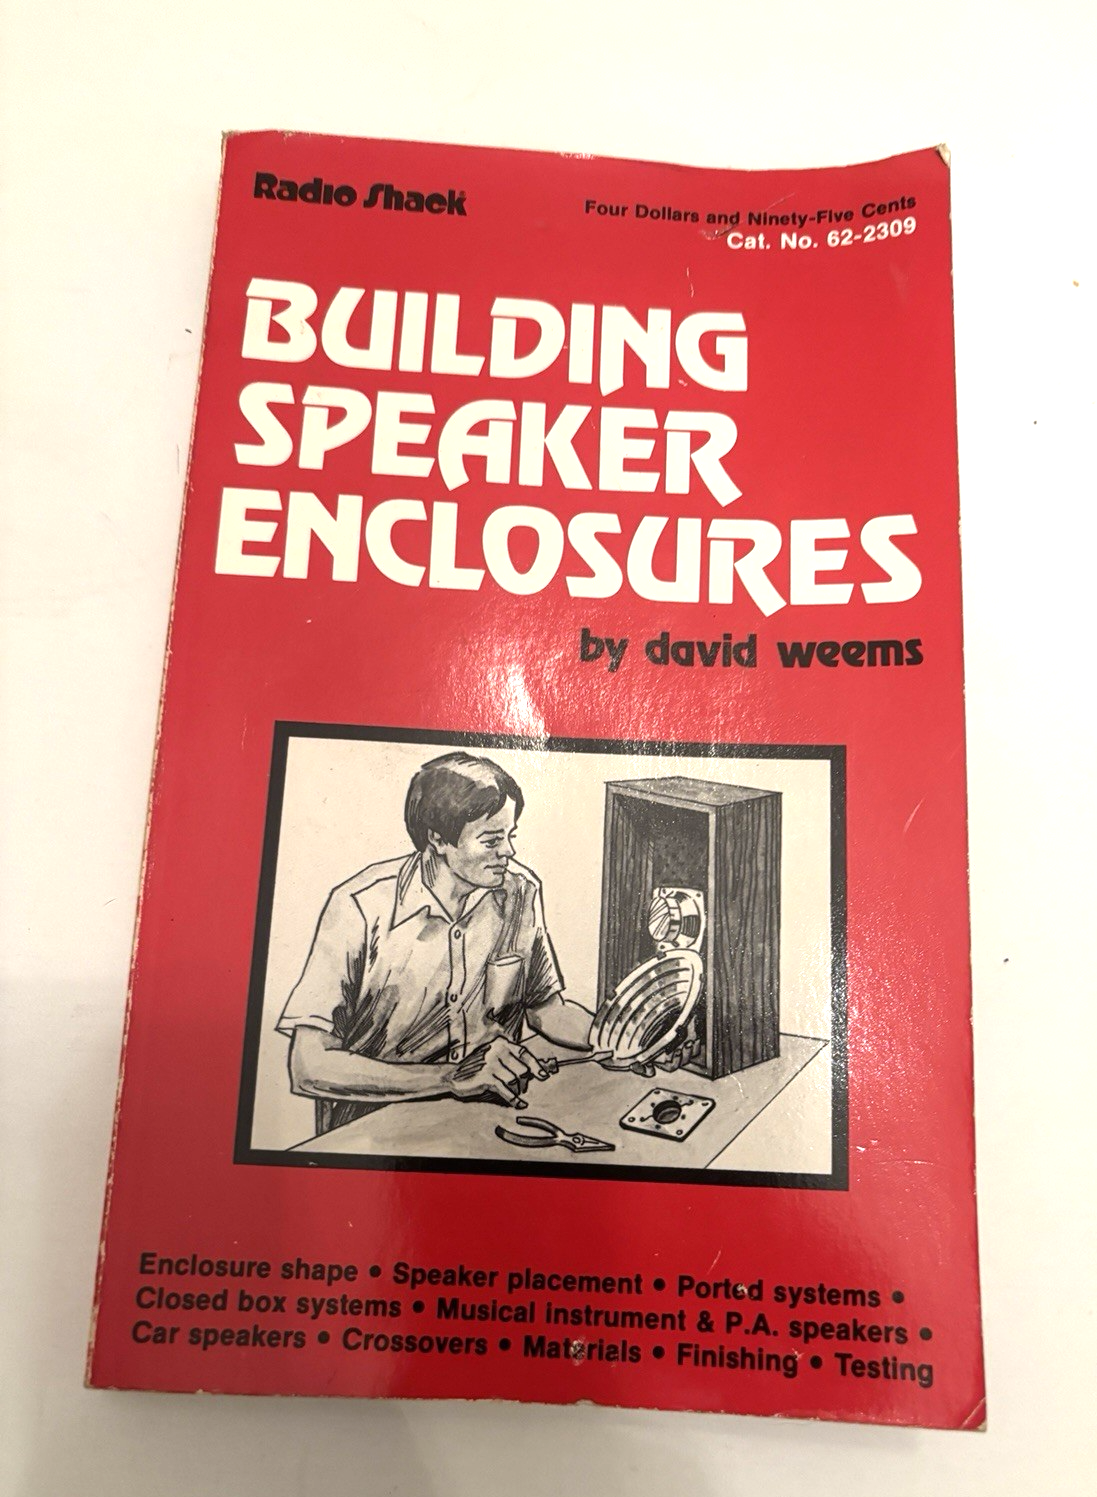 Radio Shack
Four Dollars and Ninety-Five Cents
Cat. No. 62-2309
BUILDING
SPEAKER
ENCLOSURES
by david weems
Enclosure shape • Speaker placement • Ported systems •
Closed box systems • Musical instrument & P.A. speakers •
Car speakers • Crossovers • Materials • Finishing • Testing